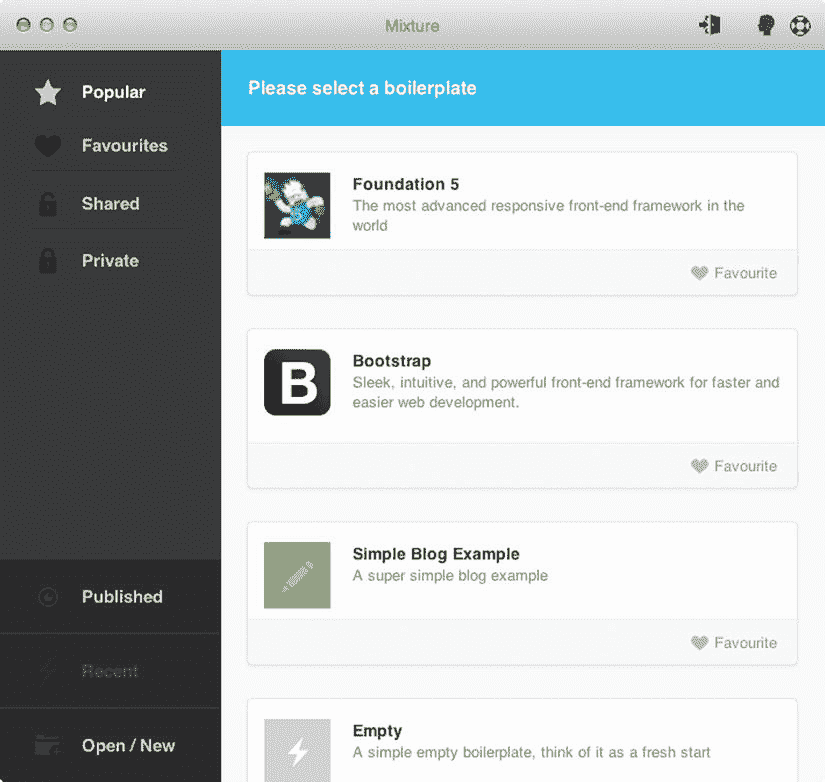 Mixture
Popular
Favourites
Shared
Private
Published
Recent
Open / New
Please select a boilerplate
Foundation 5
The most advanced responsive front-end framework in the
world
Favourite
B
Bootstrap
Sleek, intuitive, and powerful front-end framework for faster and
easier web development.
Favourite
Simple Blog Example
A super simple blog example
Favourite
Empty
A simple empty boilerplate, think of it as a fresh start